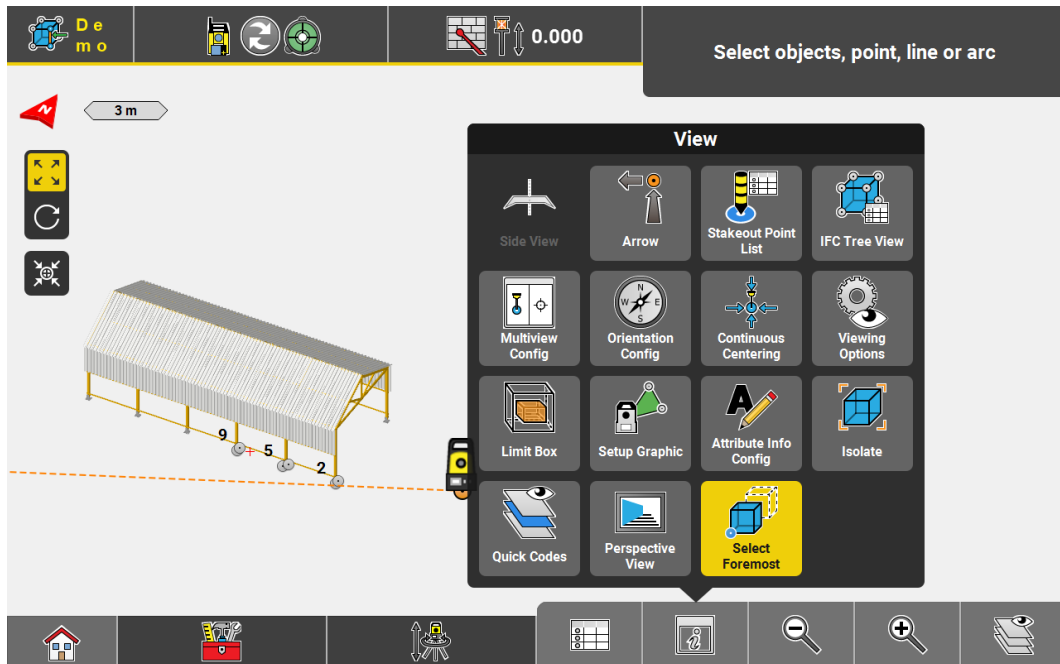 D e
m o
0.000
Select objects, point, line or arc
N
3 m
View
Side View
Arrow
Stakeout Point
List
IFC Tree View
Multiview
Config
N
W E
S
Orientation
Config
Continuous
Centering
Viewing
Options
Limit Box
Setup Graphic
A
Attribute Info
Config
Isolate
Quick Codes
Perspective
View
Select
Foremost
9
5
2
i